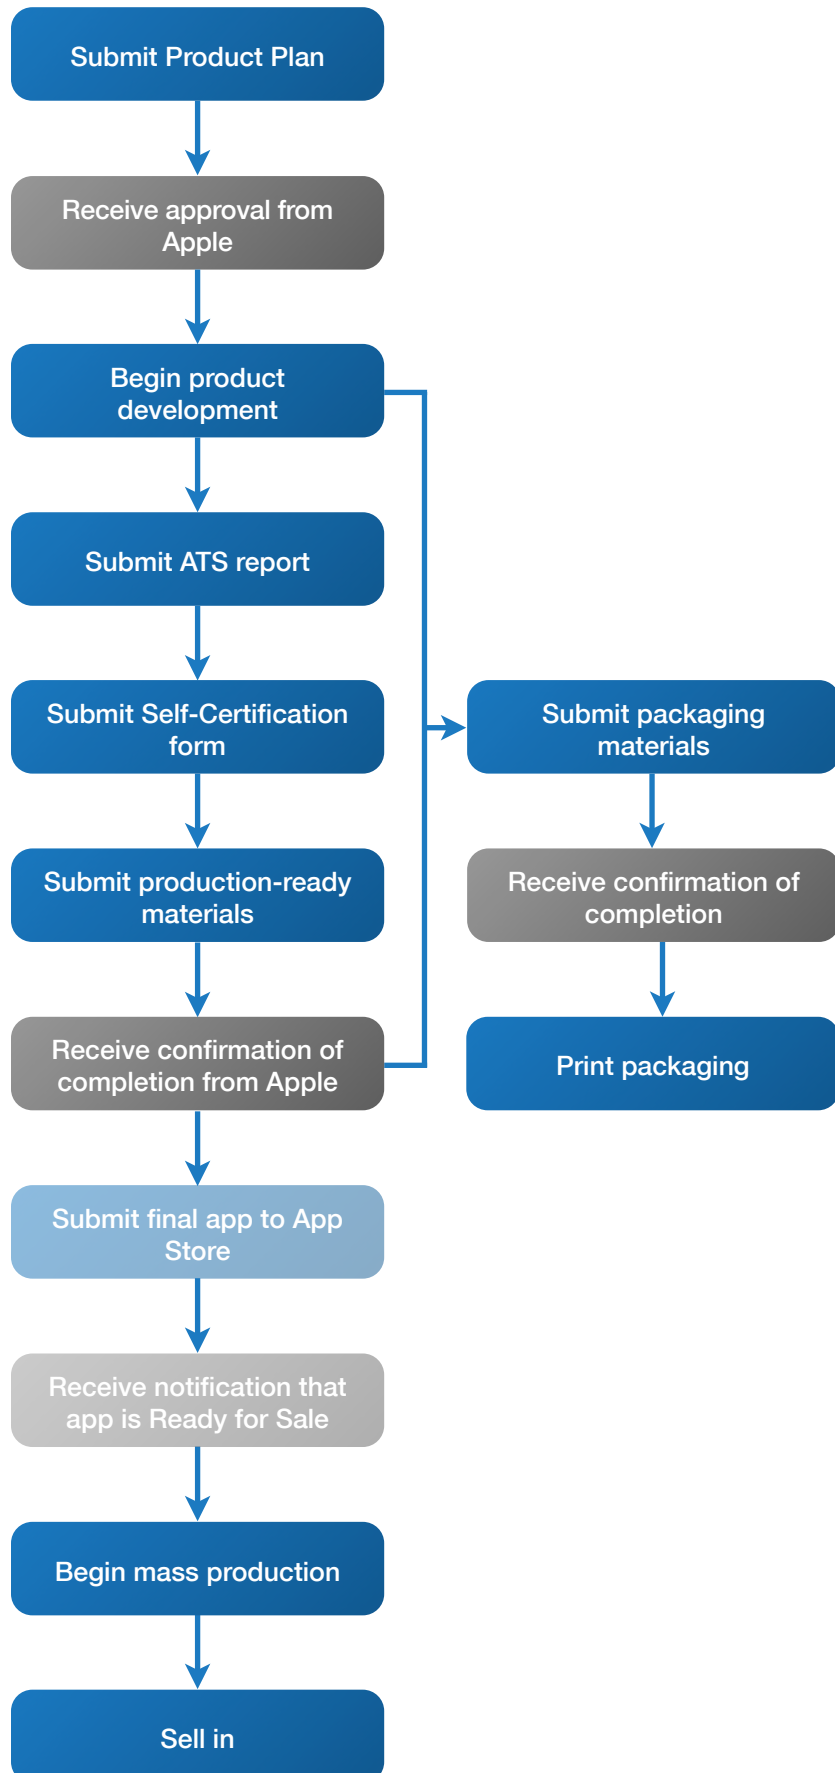 Submit Product Plan
Receive approval from
Apple
Begin product
development
Submit ATS report
Submit Self-Certification
form
Submit production-ready
materials
Receive confirmation of
completion from Apple
Submit final app to App
Store
Receive notification that
app is Ready for Sale
Begin mass production
Sell in
Submit packaging
materials
Receive confirmation of
completion
Print packaging